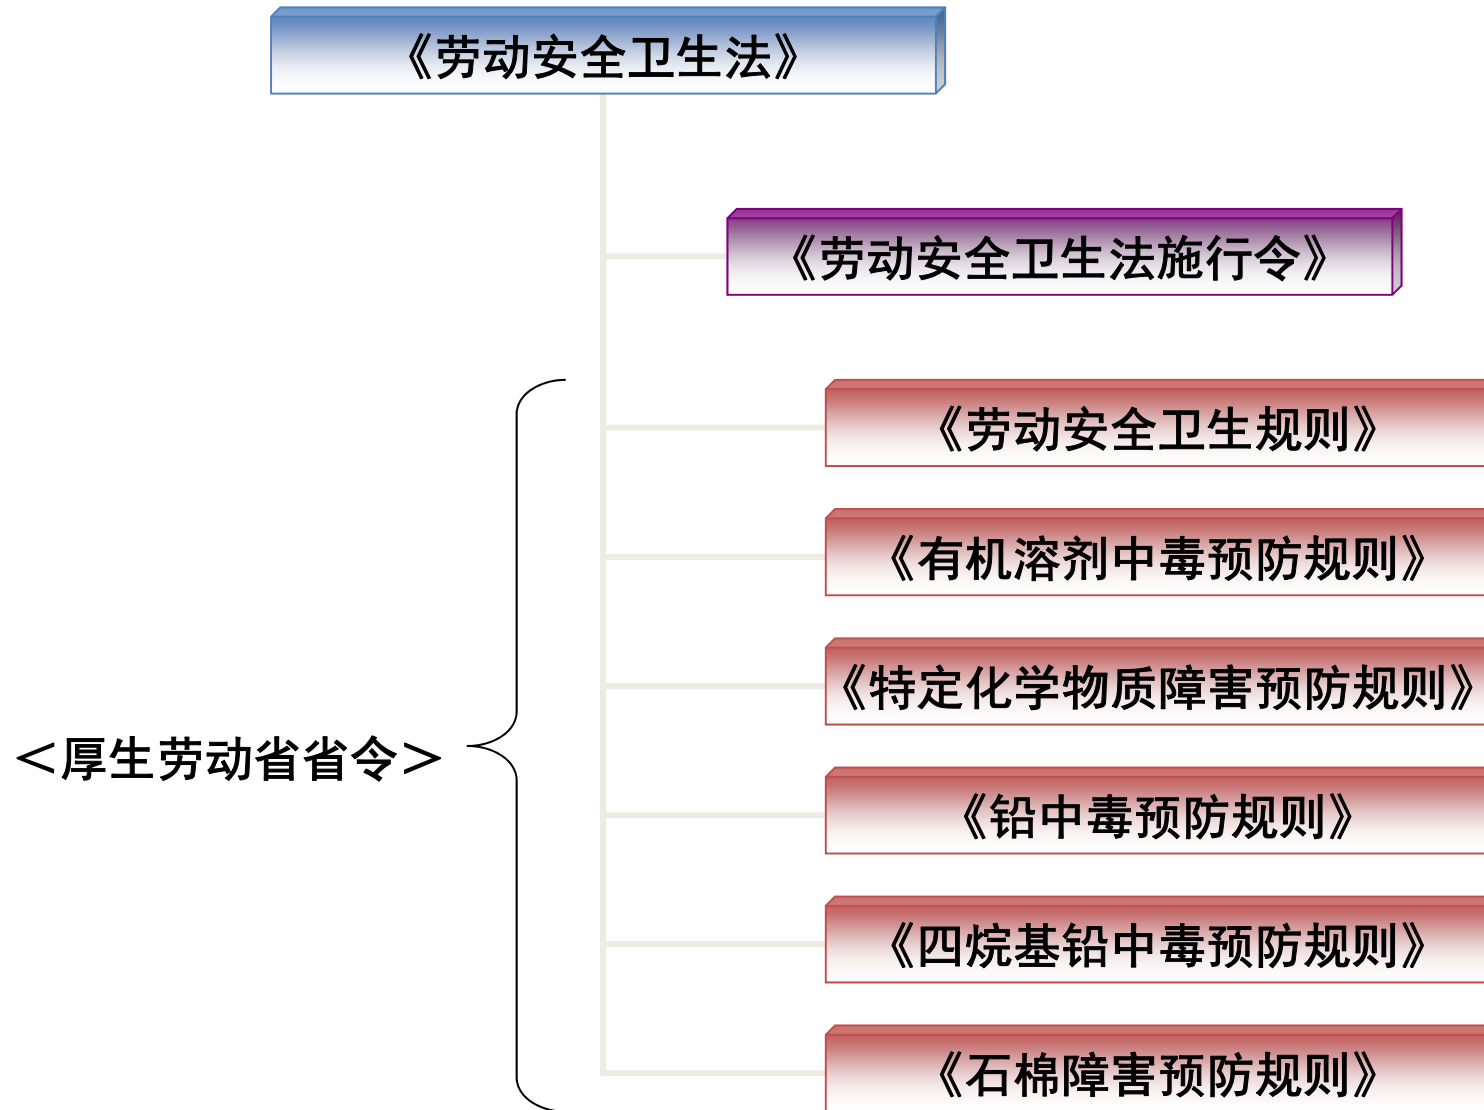 《劳动安全卫生法》
《劳动安全卫生法施行令》
《劳动安全卫生规则》
《有机溶剂中毒预防规则》
《特定化学物质障害预防规则》
<厚生劳动省省令>
《铅中毒预防规则》
《四烷基铅中毒预防规则》
《石棉障害预防规则》